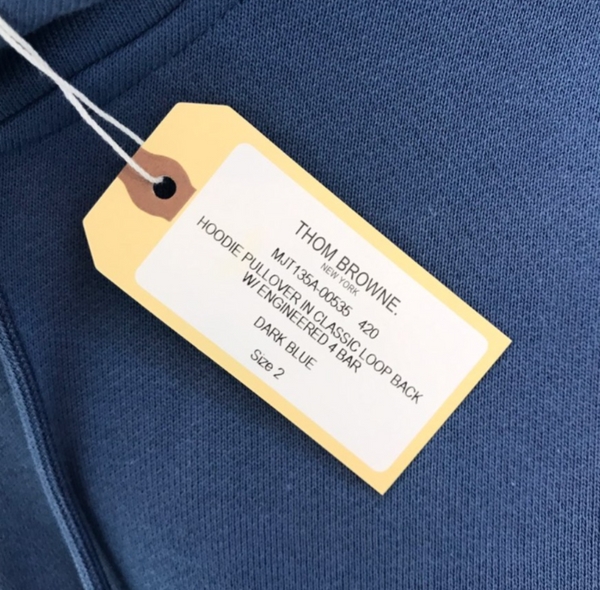 THOM BROWNE.
NEW YORK
MJT135A-00535 420
HOODIE PULLOVER IN CLASSIC LOOP BACK
W/ ENGINEERED 4 BAR
DARK BLUE
Size 2